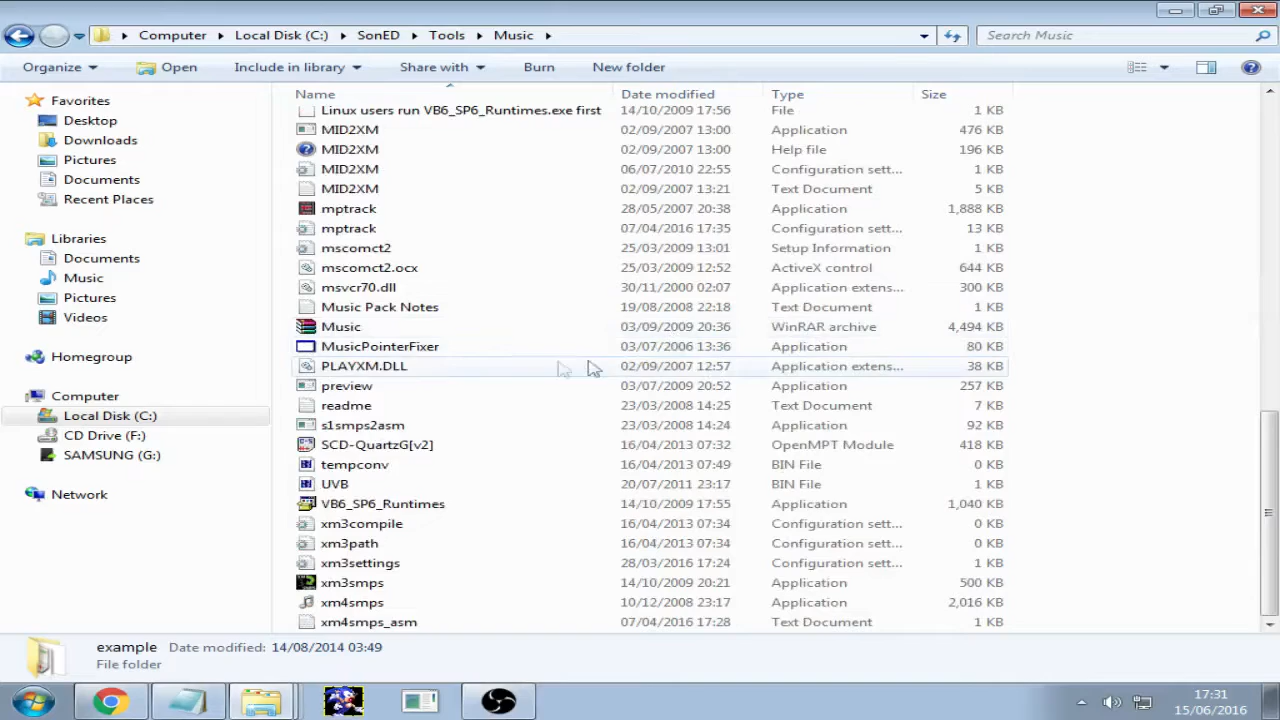 Computer Local Disk (C:) SonED Tools Music Search Music
Organize Open Include in library Share with Burn New folder
Favorites
Desktop
Downloads
Pictures
Documents
Recent Places
Libraries
Documents
Music
Pictures
Videos
Homegroup
Computer
Local Disk (C:)
CD Drive (F:)
SAMSUNG (G:)
Network
Name Date modified Type Size
Linux users run VB6_SP6_Runtimes.exe first 14/10/2009 17:56 File 1 KB
MID2XM 02/09/2007 13:00 Application 476 KB
MID2XM 02/09/2007 13:00 Help file 196 KB
MID2XM 06/07/2010 22:55 Configuration sett... 1 KB
MID2XM 02/09/2007 13:21 Text Document 5 KB
mptrack 28/05/2007 20:38 Application 1,888 KB
mptrack 07/04/2016 17:35 Configuration sett... 13 KB
mscomct2 25/03/2009 13:01 Setup Information 1 KB
mscomct2.ocx 25/03/2009 12:52 ActiveX control 644 KB
msvcr70.dll 30/11/2000 02:07 Application extens... 300 KB
Music Pack Notes 19/08/2008 22:18 Text Document 2 KB
Music 03/09/2009 20:36 WinRAR archive 4,494 KB
MusicPointerFixer 03/07/2006 13:36 Application 80 KB
PLAYXM.DLL 02/09/2007 12:57 Application extens... 38 KB
preview 03/07/2009 20:52 Application 257 KB
readme 23/03/2008 14:25 Text Document 7 KB
s1smps2asm 23/03/2008 14:24 Application 92 KB
SCD-QuartzG[v2] 16/04/2013 07:32 OpenMPT Module 418 KB
tempconv 16/04/2013 07:49 BIN File 0 KB
UVB 20/07/2011 23:17 BIN File 1 KB
VB6_SP6_Runtimes 14/10/2009 17:55 Application 1,040 KB
xm3compile 16/04/2013 07:34 Configuration sett... 0 KB
xm3path 16/04/2013 07:34 Configuration sett... 0 KB
xm3settings 28/03/2016 17:24 Configuration sett... 1 KB
xm3smps 14/10/2009 20:21 Application 500 KB
xm4smps 10/12/2008 23:17 Application 2,016 KB
xm4smps_asm 07/04/2016 17:28 Text Document 1 KB
example Date modified: 14/08/2014 03:49
File folder
17:31
15/06/2016